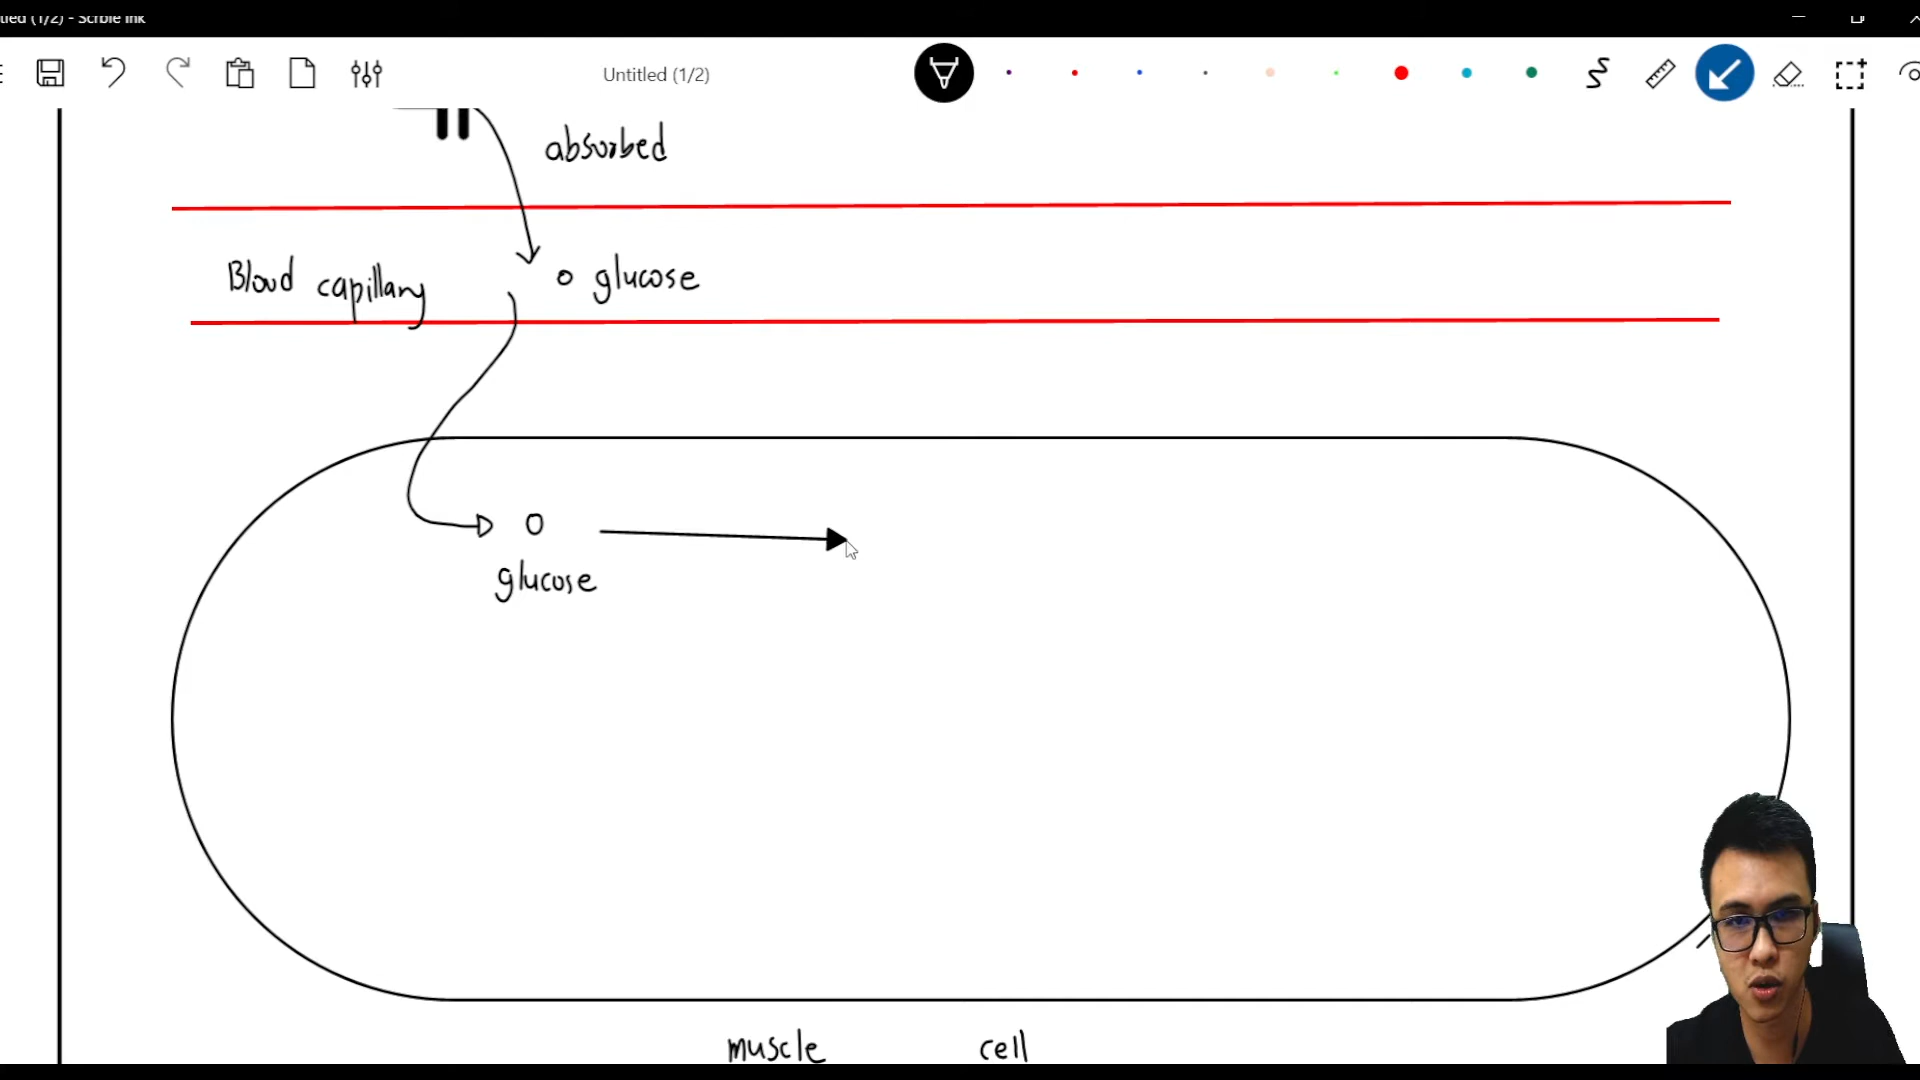 Untitled (1/2)
absorbed
Blood capillary
o glucose
glucose
muscle cell